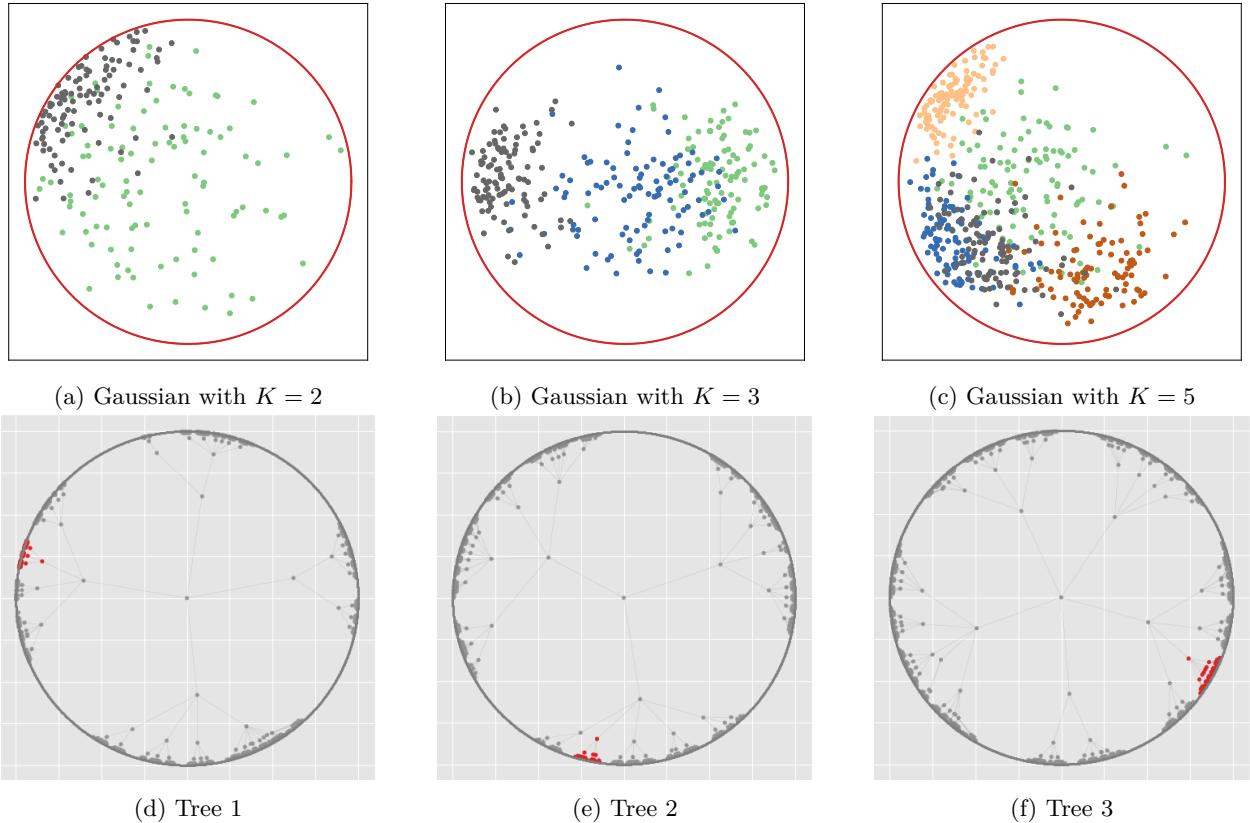 (a) Gaussian with K = 2
(b) Gaussian with K = 3
(c) Gaussian with K = 5
(d) Tree 1
(e) Tree 2
(f) Tree 3